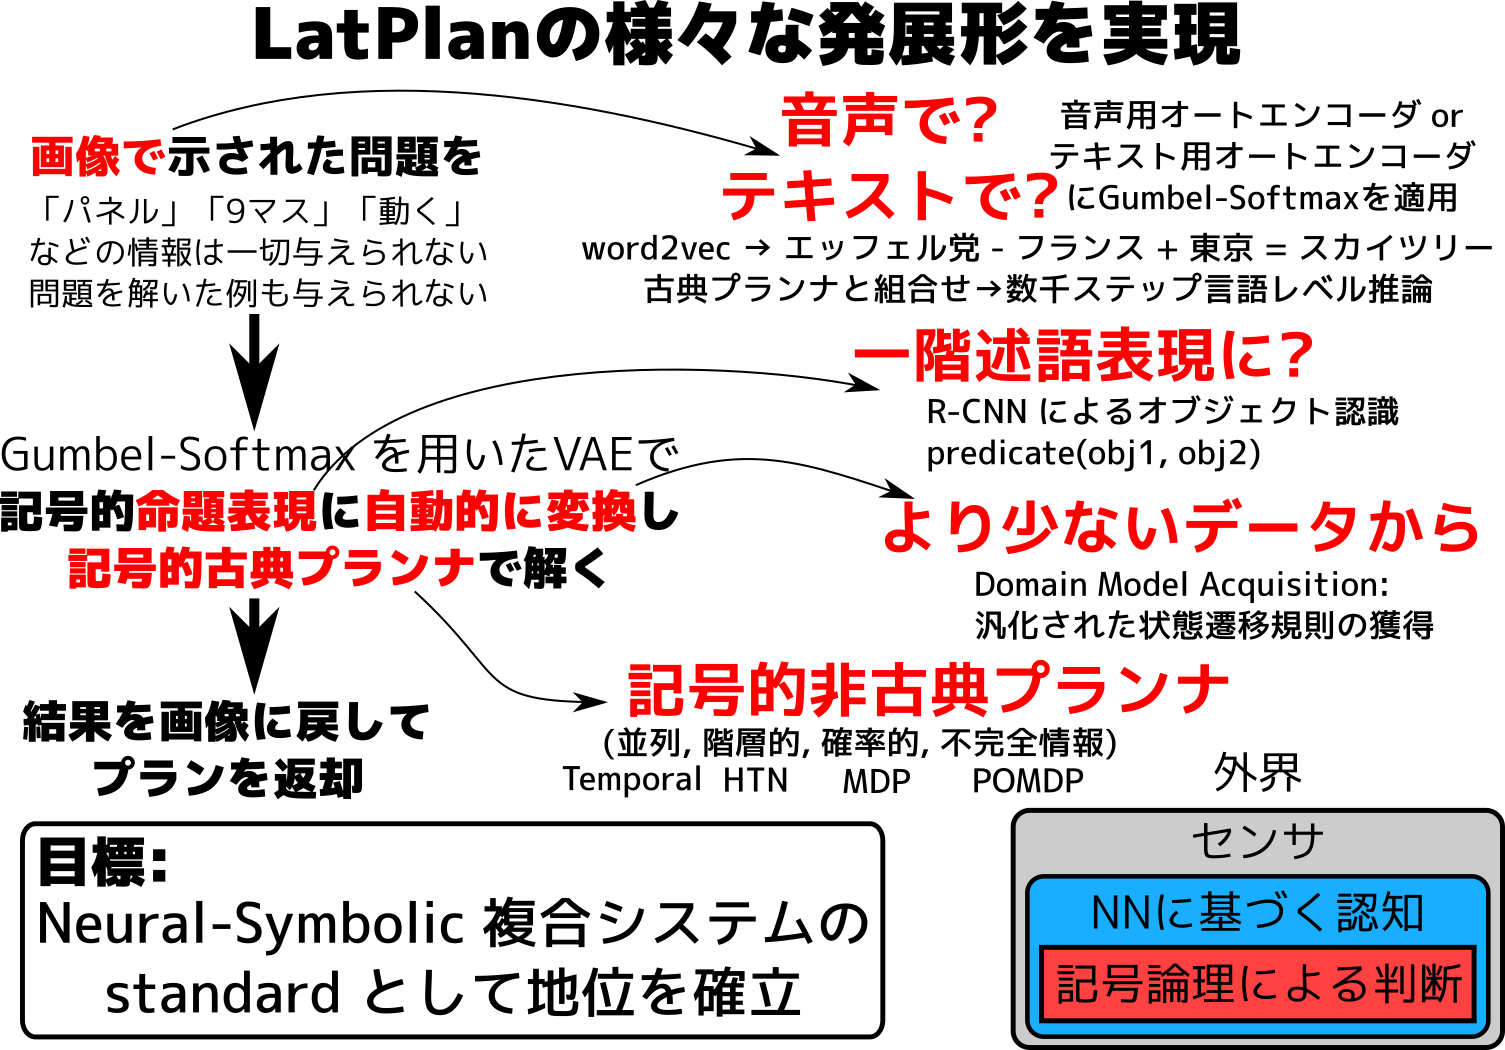 LatPlanの様々な発展形を実現
画像で示された問題を
「パネル」「9マス」「動く」
などの情報は一切与えられない
問題を解いた例も与えられない
Gumbel-Softmax を用いたVAEで
記号的命題表現に自動的に変換し
記号的古典プランナで解く
結果を画像に戻して
プランを返却
音声で?
テキストで?
音声用オートエンコーダ or
テキスト用オートエンコーダ
にGumbel-Softmaxを適用
word2vec → エッフェル党 - フランス + 東京 = スカイツリー
古典プランナと組合せ→数千ステップ言語レベル推論
一階述語表現に?
R-CNN によるオブジェクト認識
predicate(obj1, obj2)
より少ないデータから
Domain Model Acquisition:
汎化された状態遷移規則の獲得
記号的非古典プランナ
(並列, 階層的, 確率的, 不完全情報)
Temporal HTN MDP POMDP
目標:
Neural-Symbolic 複合システムの
standard として地位を確立
外界
センサ
NNに基づく認知
記号論理による判断